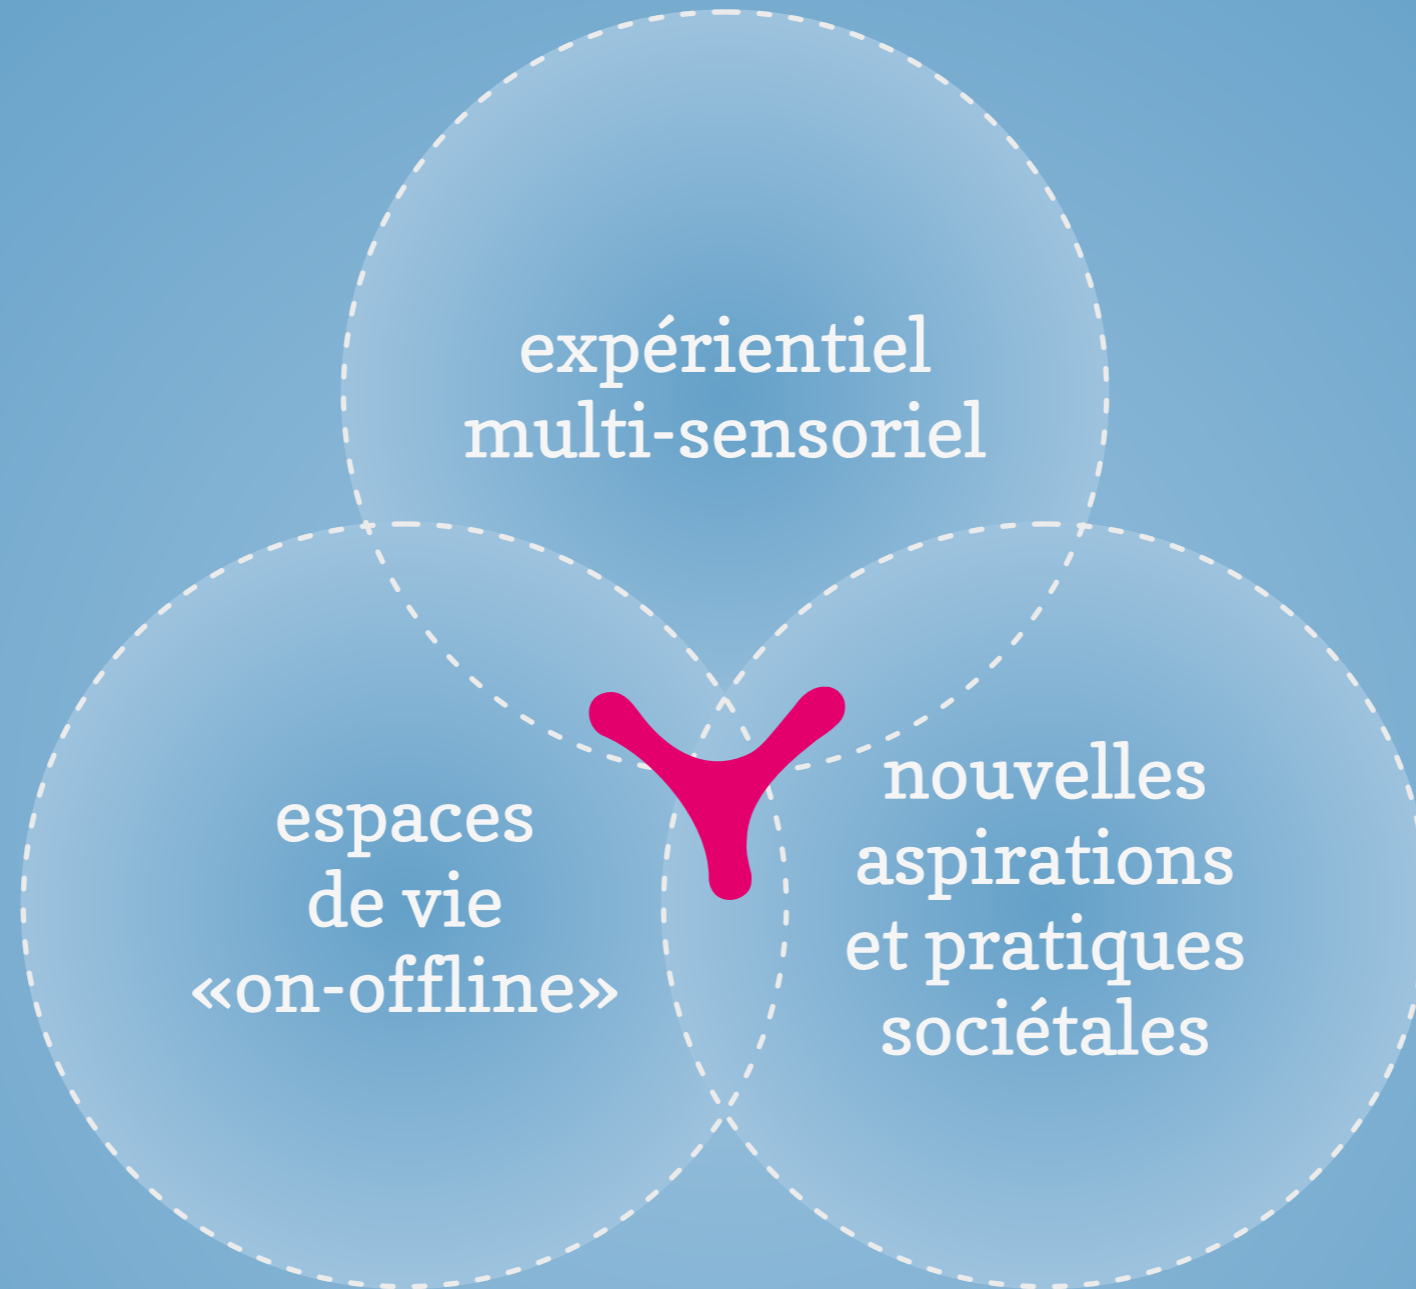 expérientiel
multi-sensoriel
espaces
de vie
«on-offline»
nouvelles
aspirations
et pratiques
sociétales